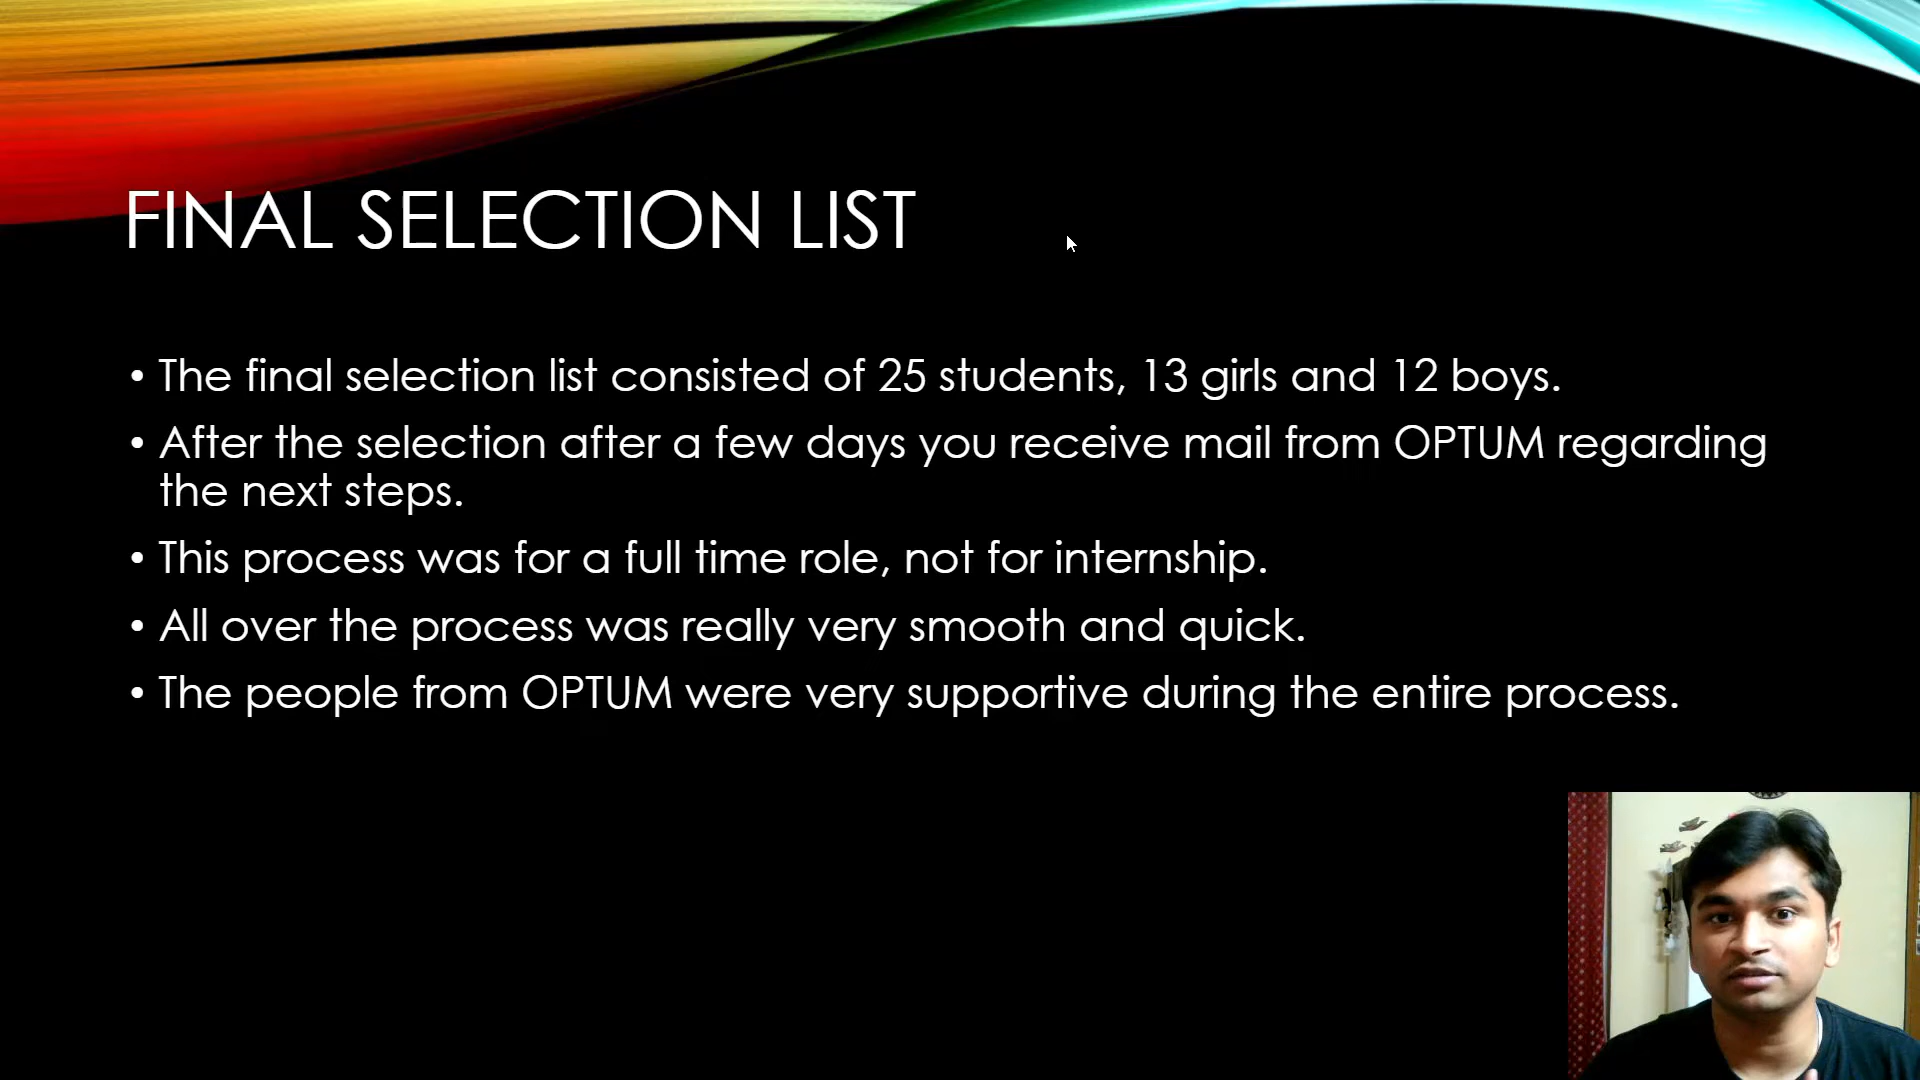 FINAL SELECTION LIST
• The final selection list consisted of 25 students, 13 girls and 12 boys.
• After the selection after a few days you receive mail from OPTUM regarding
the next steps.
• This process was for a full time role, not for internship.
• All over the process was really very smooth and quick.
• The people from OPTUM were very supportive during the entire process.